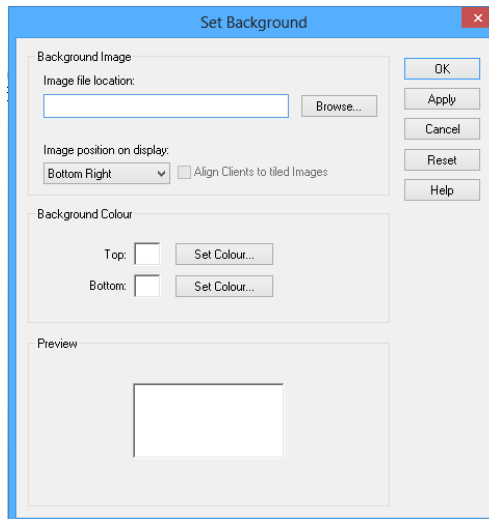 Set Background
Background Image
Image file location:
Browse...
Image position on display:
Bottom Right
Align Clients to tiled Images
Background Colour
Top:
Set Colour...
Bottom:
Set Colour...
Preview
OK
Apply
Cancel
Reset
Help